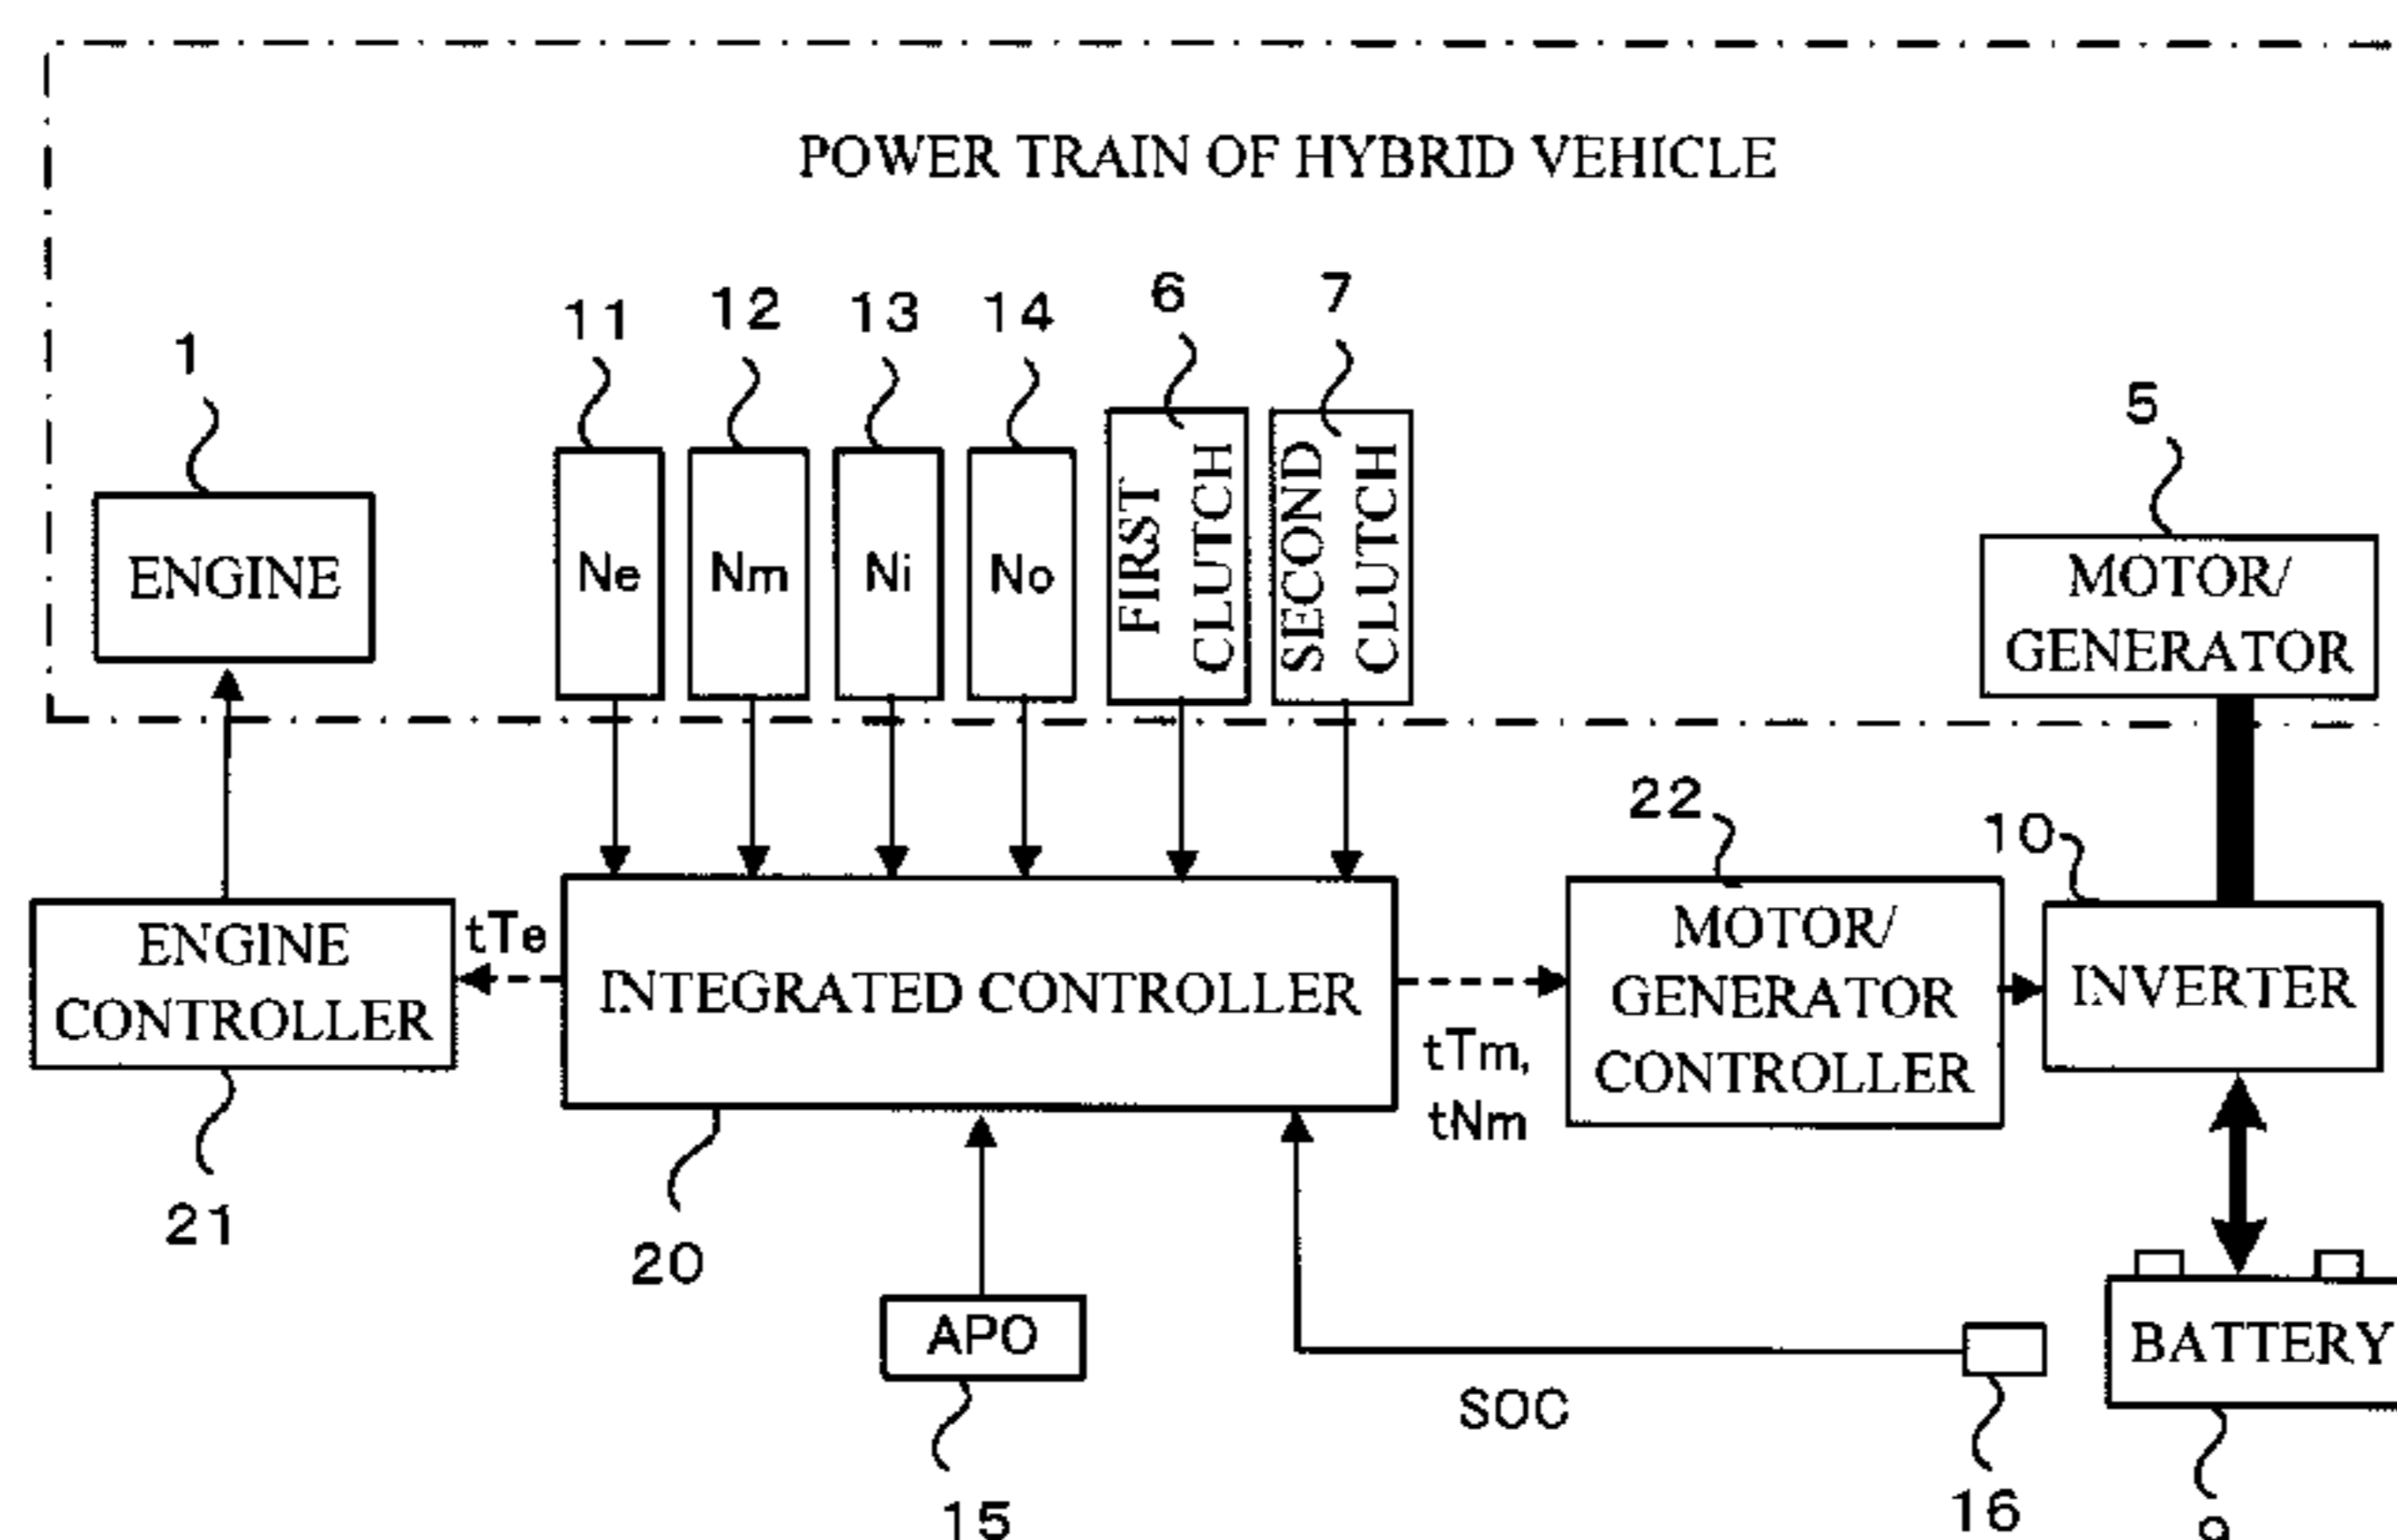 POWER TRAIN OF HYBRID VEHICLE
1
11
12
13
14
6
7
5
ENGINE
Ne
Nm
Ni
No
FIRST
CLUTCH
SECOND
CLUTCH
MOTOR/
GENERATOR
22
10
ENGINE
CONTROLLER
tTe
INTEGRATED CONTROLLER
tTm,
tNm
MOTOR/
GENERATOR
CONTROLLER
INVERTER
21
20
APO
SOC
BATTERY
15
16
9